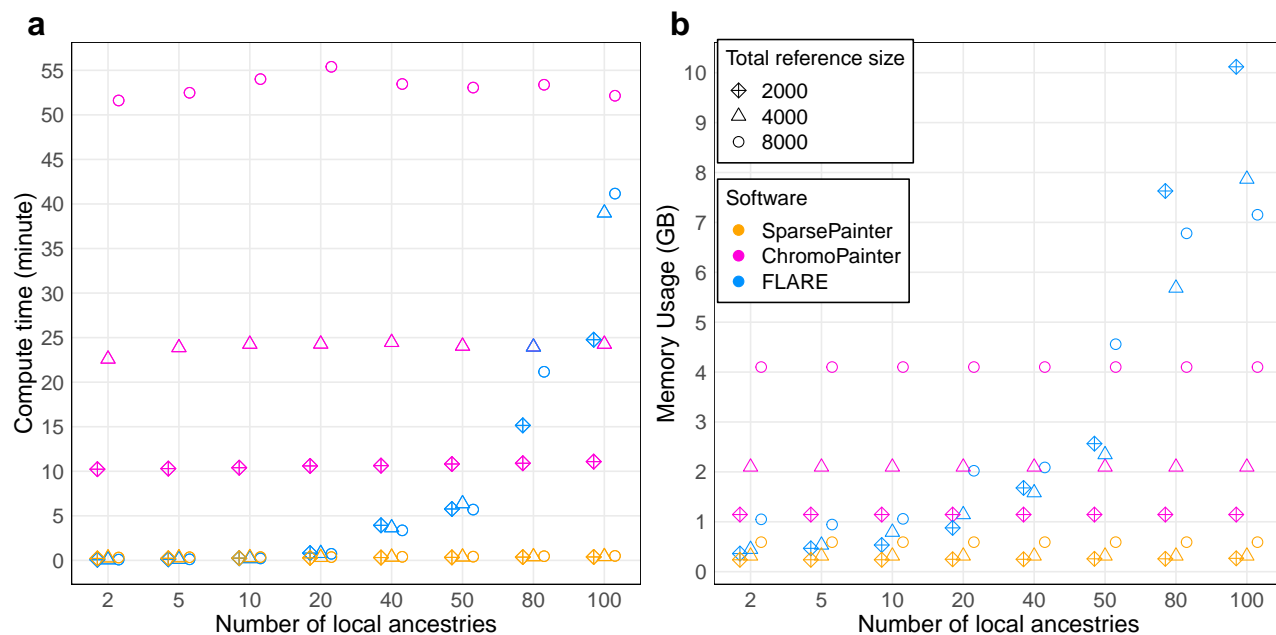 a
Compute time (minute)
55
50
45
40
35
30
25
20
15
10
5
0
2 5 10 20 40 50 80 100
Number of local ancestries
b
Memory Usage (GB)
10
9
8
7
6
5
4
3
2
1
0
2 5 10 20 40 50 80 100
Number of local ancestries
Total reference size
2000
4000
8000
Software
SparsePainter
ChromoPainter
FLARE